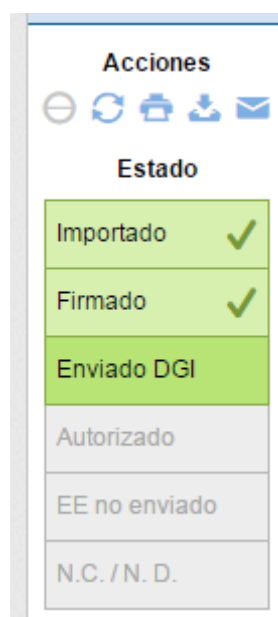 Acciones
Estado
Importado
Firmado
Enviado DGI
Autorizado
EE no enviado
N.C. / N. D.